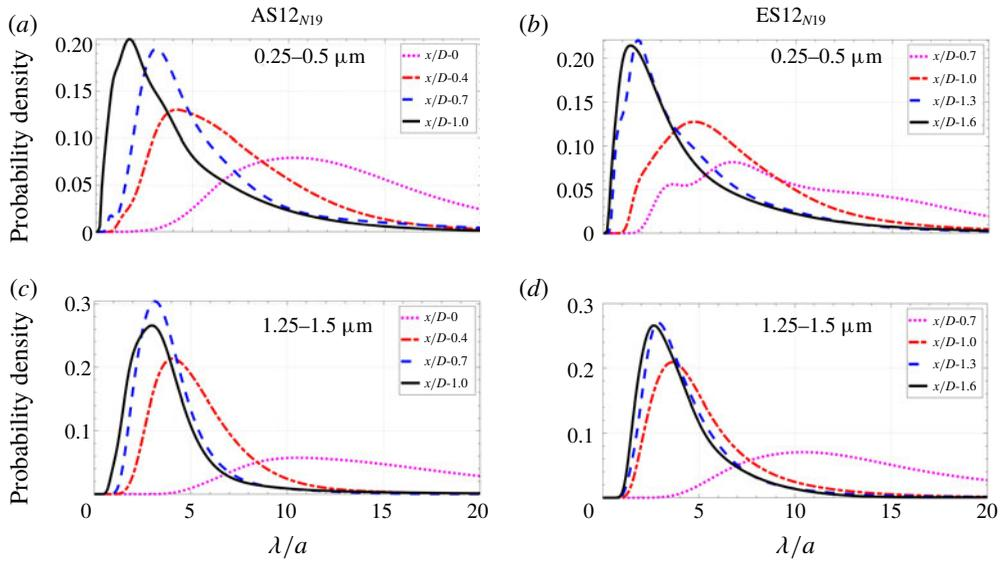 (a)
AS12N19
0.25–0.5 μm
Probability density
0.20
0.15
0.10
0.05
0
x/D-0
x/D-0.4
x/D-0.7
x/D-1.0
(b)
ES12N19
0.25–0.5 μm
0.20
0.15
0.10
0.05
0
x/D-0.7
x/D-1.0
x/D-1.3
x/D-1.6
(c)
1.25–1.5 μm
Probability density
0.3
0.2
0.1
x/D-0
x/D-0.4
x/D-0.7
x/D-1.0
0 5 10 15 20
λ/a
(d)
1.25–1.5 μm
0.3
0.2
0.1
x/D-0.7
x/D-1.0
x/D-1.3
x/D-1.6
0 5 10 15 20
λ/a